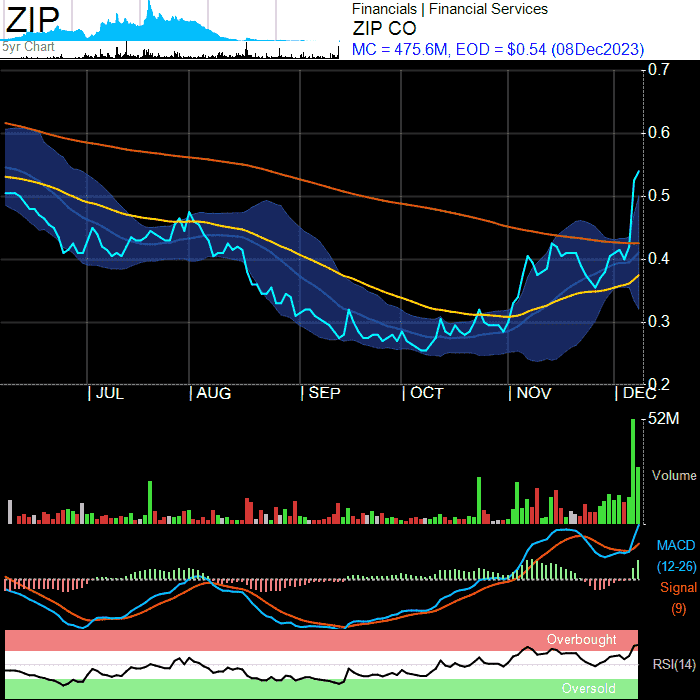 ZIP
5yr Chart
Financials | Financial Services
ZIP CO
MC = 475.6M, EOD = $0.54 (08Dec2023)
0.7
0.6
0.5
0.4
0.3
0.2
| JUL | AUG | SEP | OCT | NOV | DEC
52M
Volume
MACD
(12-26)
Signal
(9)
Overbought
RSI(14)
Oversold